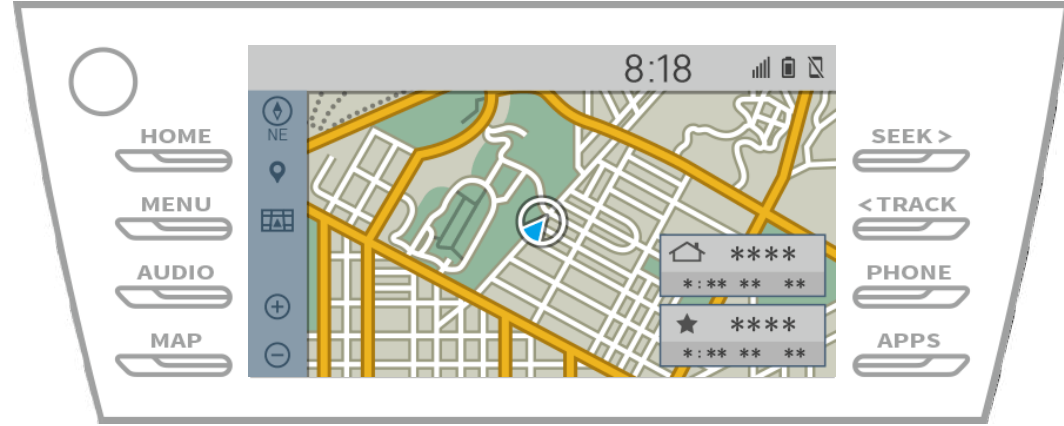 8:18
NE
HOME
MENU
AUDIO
MAP
SEEK >
< TRACK
PHONE
APPS
****
*:** ** **
****
*:** ** **